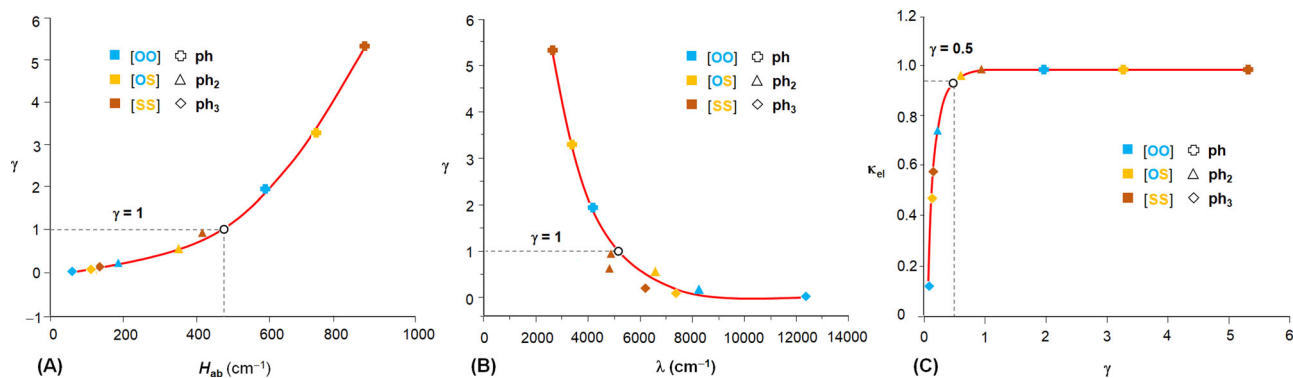 6
5
4
3
2
1
0
−1
γ
[OO] ph
[OS] ph2
[SS] ph3
γ = 1
0 200 400 600 800 1000
(A) Hab (cm−1)
6
5
4
3
2
1
0
γ
[OO] ph
[OS] ph2
[SS] ph3
γ = 1
0 2000 4000 6000 8000 10000 12000 14000
(B) λ (cm−1)
1.2
1.0
0.8
0.6
0.4
0.2
0
κel
γ = 0.5
[OO] ph
[OS] ph2
[SS] ph3
0 1 2 3 4 5 6
(C) γ